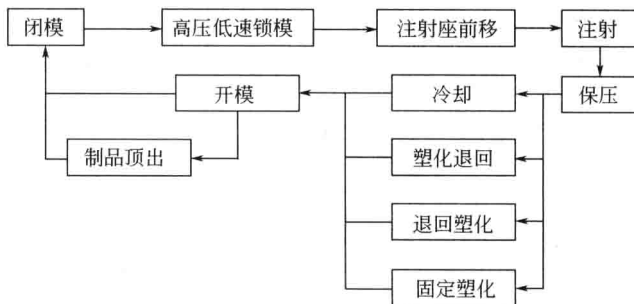 闭模
高压低速锁模
注射座前移
注射
开模
冷却
保压
制品顶出
塑化退回
退回塑化
固定塑化